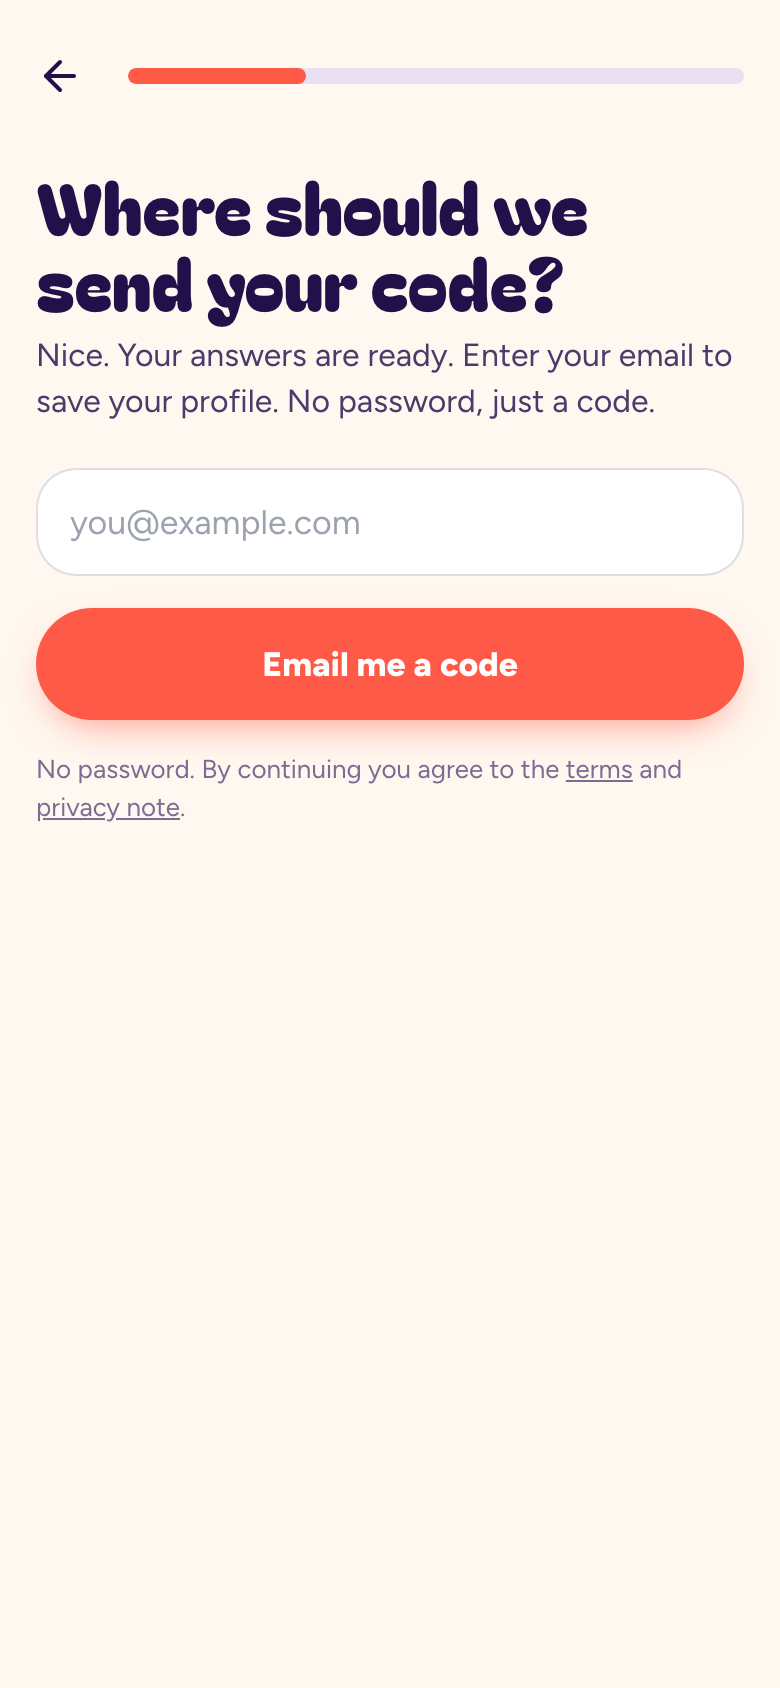 Where should we
send your code?
Nice. Your answers are ready. Enter your email to
save your profile. No password, just a code.
you@example.com
Email me a code
No password. By continuing you agree to the terms and
privacy note.